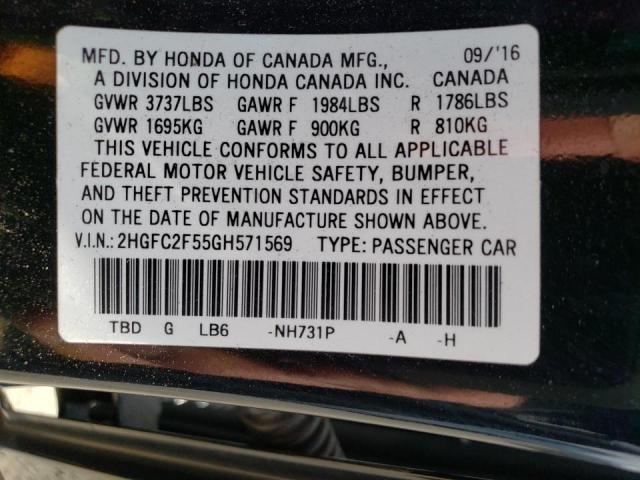 MFD. BY HONDA OF CANADA MFG., 09/'16
A DIVISION OF HONDA CANADA INC. CANADA
GVWR 3737LBS GAWR F 1984LBS R 1786LBS
GVWR 1695KG GAWR F 900KG R 810KG
THIS VEHICLE CONFORMS TO ALL APPLICABLE
FEDERAL MOTOR VEHICLE SAFETY, BUMPER,
AND THEFT PREVENTION STANDARDS IN EFFECT
ON THE DATE OF MANUFACTURE SHOWN ABOVE.
V.I.N.: 2HGFC2F55GH571569 TYPE: PASSENGER CAR
TBD G LB6 -NH731P -A -H